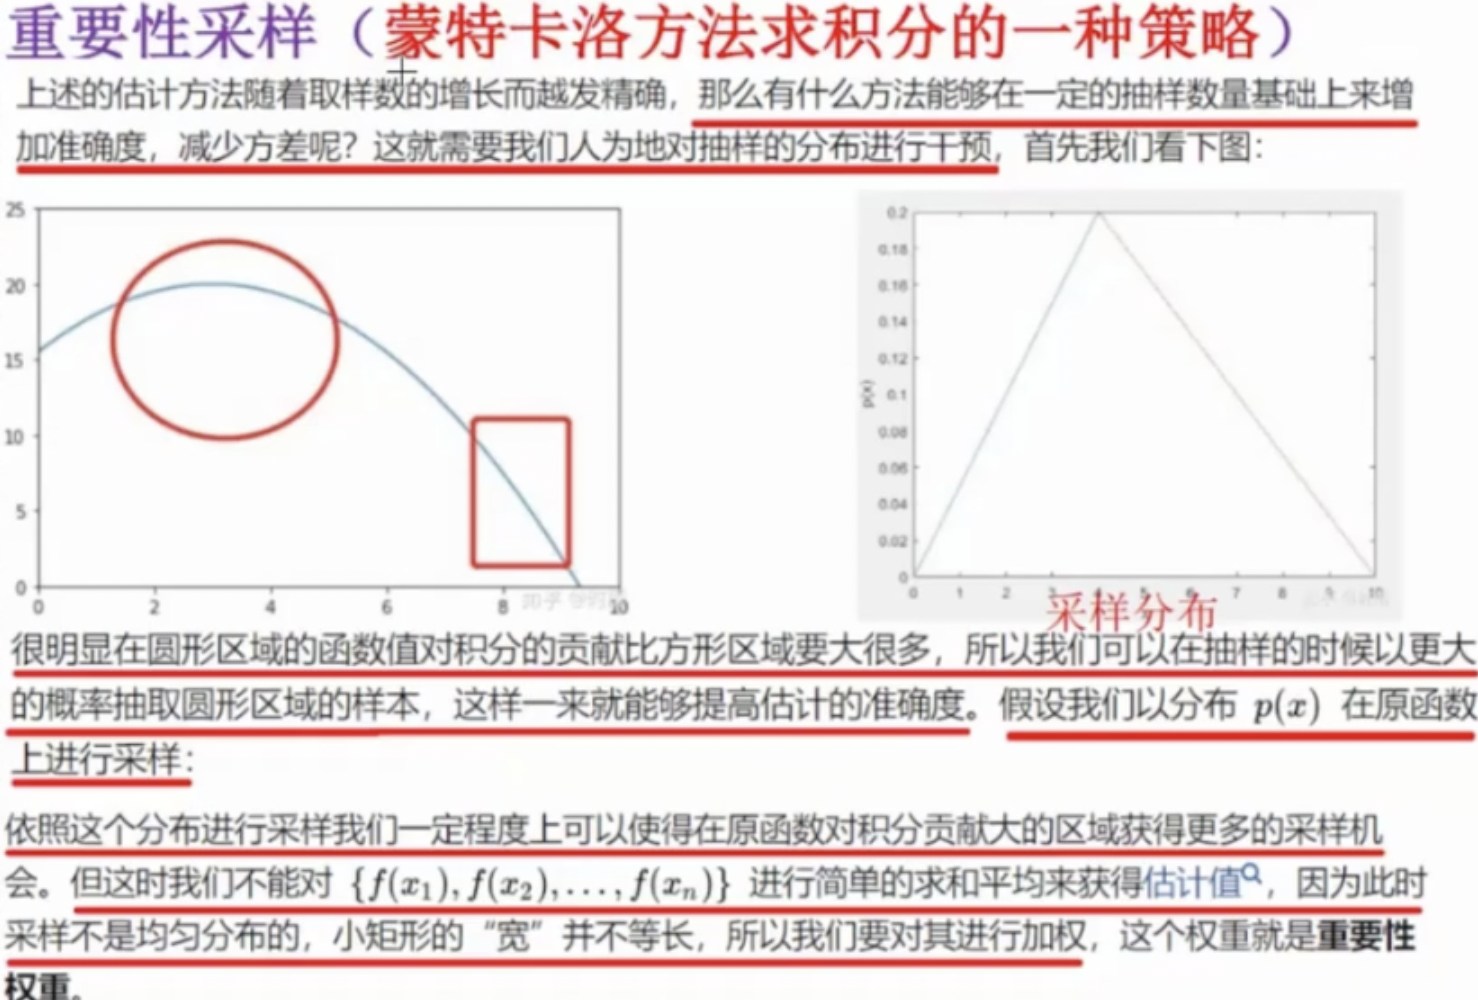 重要性采样（蒙特卡洛方法求积分的一种策略）
上述的估计方法随着取样数的增长而越发精确，那么有什么方法能够在一定的抽样数量基础上来增
加准确度，减少方差呢？这就需要我们人为地对抽样的分布进行干预，首先我们看下图：
25
20
15
10
5
0
0 2 4 6 8 10
知乎
0.2
0.18
0.16
0.14
0.12
0.1
0.08
0.06
0.04
0.02
0
p(x)
0 1 2 3 4 5 6 7 8 9 10
采样分布
很明显在圆形区域的函数值对积分的贡献比方形区域要大很多，所以我们可以在抽样的时候以更大
的概率抽取圆形区域的样本，这样一来就能够提高估计的准确度。假设我们以分布 p(x) 在原函数
上进行采样：
依照这个分布进行采样我们一定程度上可以使得在原函数对积分贡献大的区域获得更多的采样机
会。但这时我们不能对 {f(x₁), f(x₂), . . . , f(xₙ)} 进行简单的求和平均来获得估计值，因为此时
采样不是均匀分布的，小矩形的“宽”并不等长，所以我们要对其进行加权，这个权重就是重要性
权重。